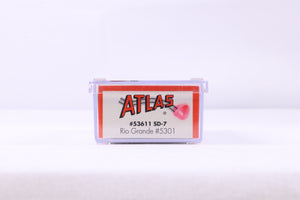 ATLAS
#53611 SD-7
Rio Grande #5301